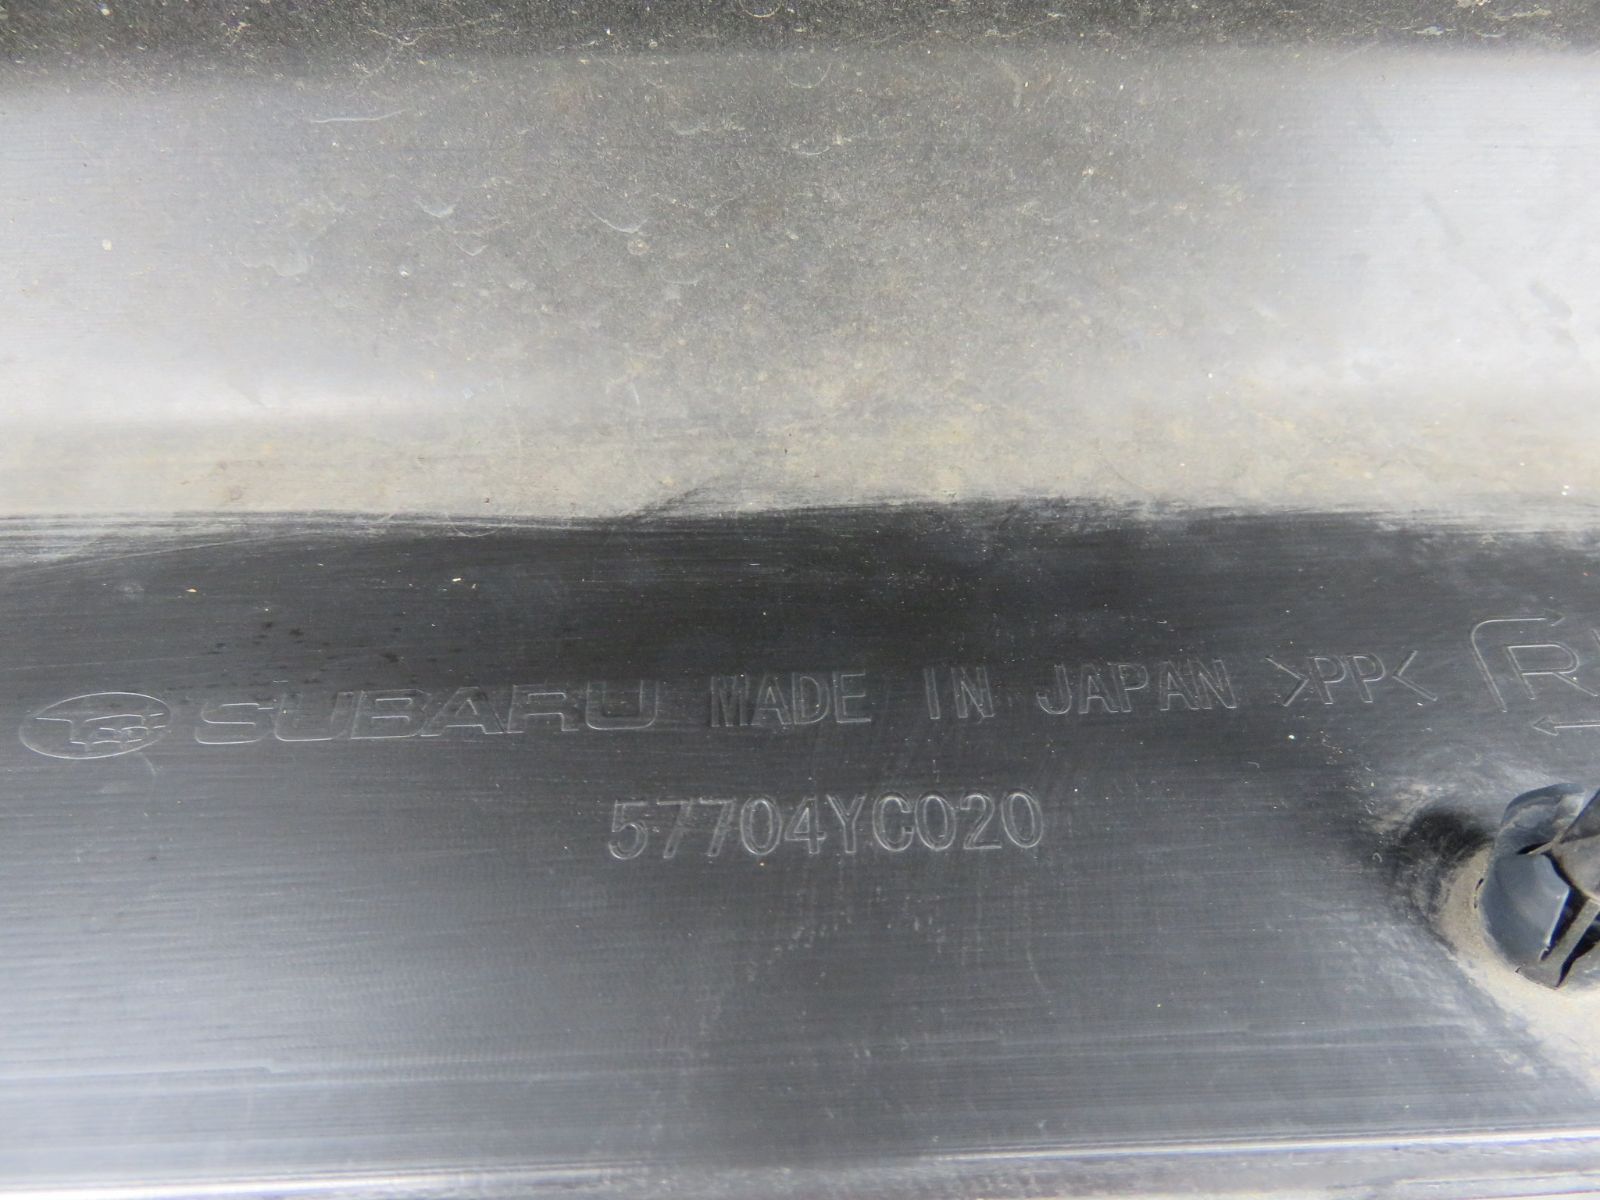 SUBARU MADE IN JAPAN >PP< R
57704YC020